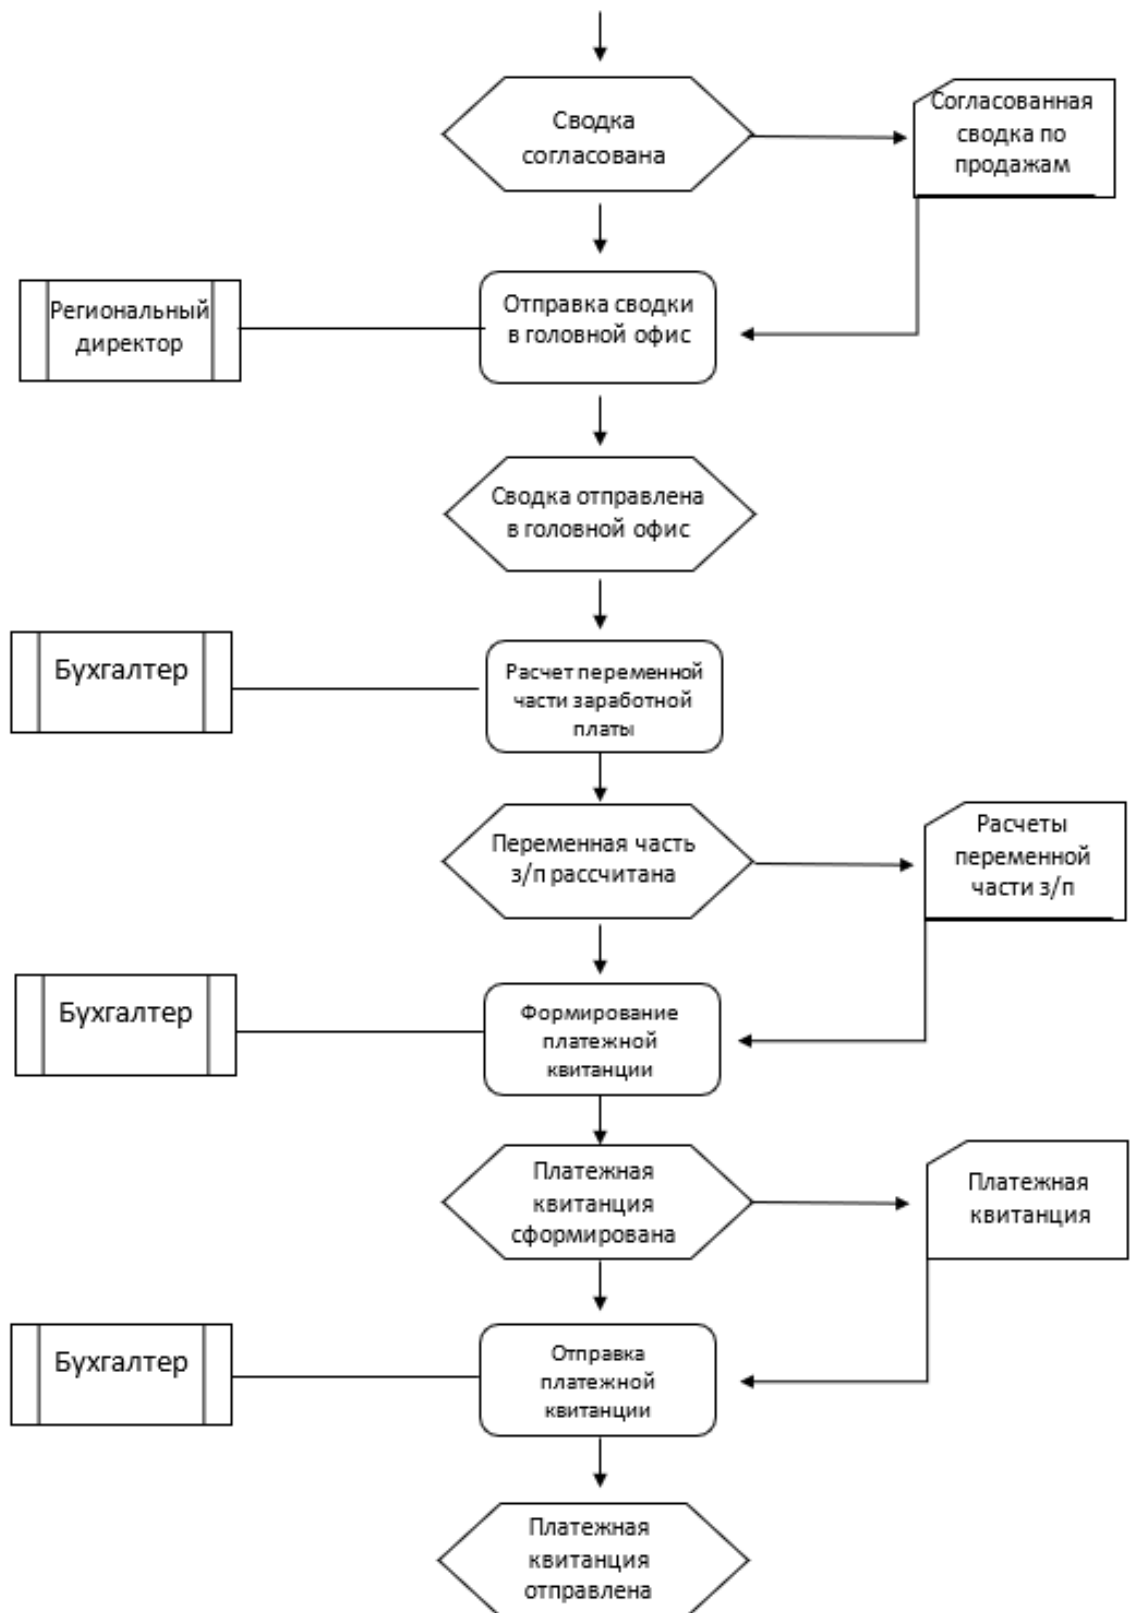 Сводка
согласована
Согласованная
сводка по
продажам
Региональный
директор
Отправка сводки
в головной офис
Сводка отправлена
в головной офис
Бухгалтер
Расчет переменной
части заработной
платы
Переменная часть
з/п рассчитана
Расчеты
переменной
части з/п
Бухгалтер
Формирование
платежной
квитанции
Платежная
квитанция
сформирована
Платежная
квитанция
Бухгалтер
Отправка
платежной
квитанции
Платежная
квитанция
отправлена